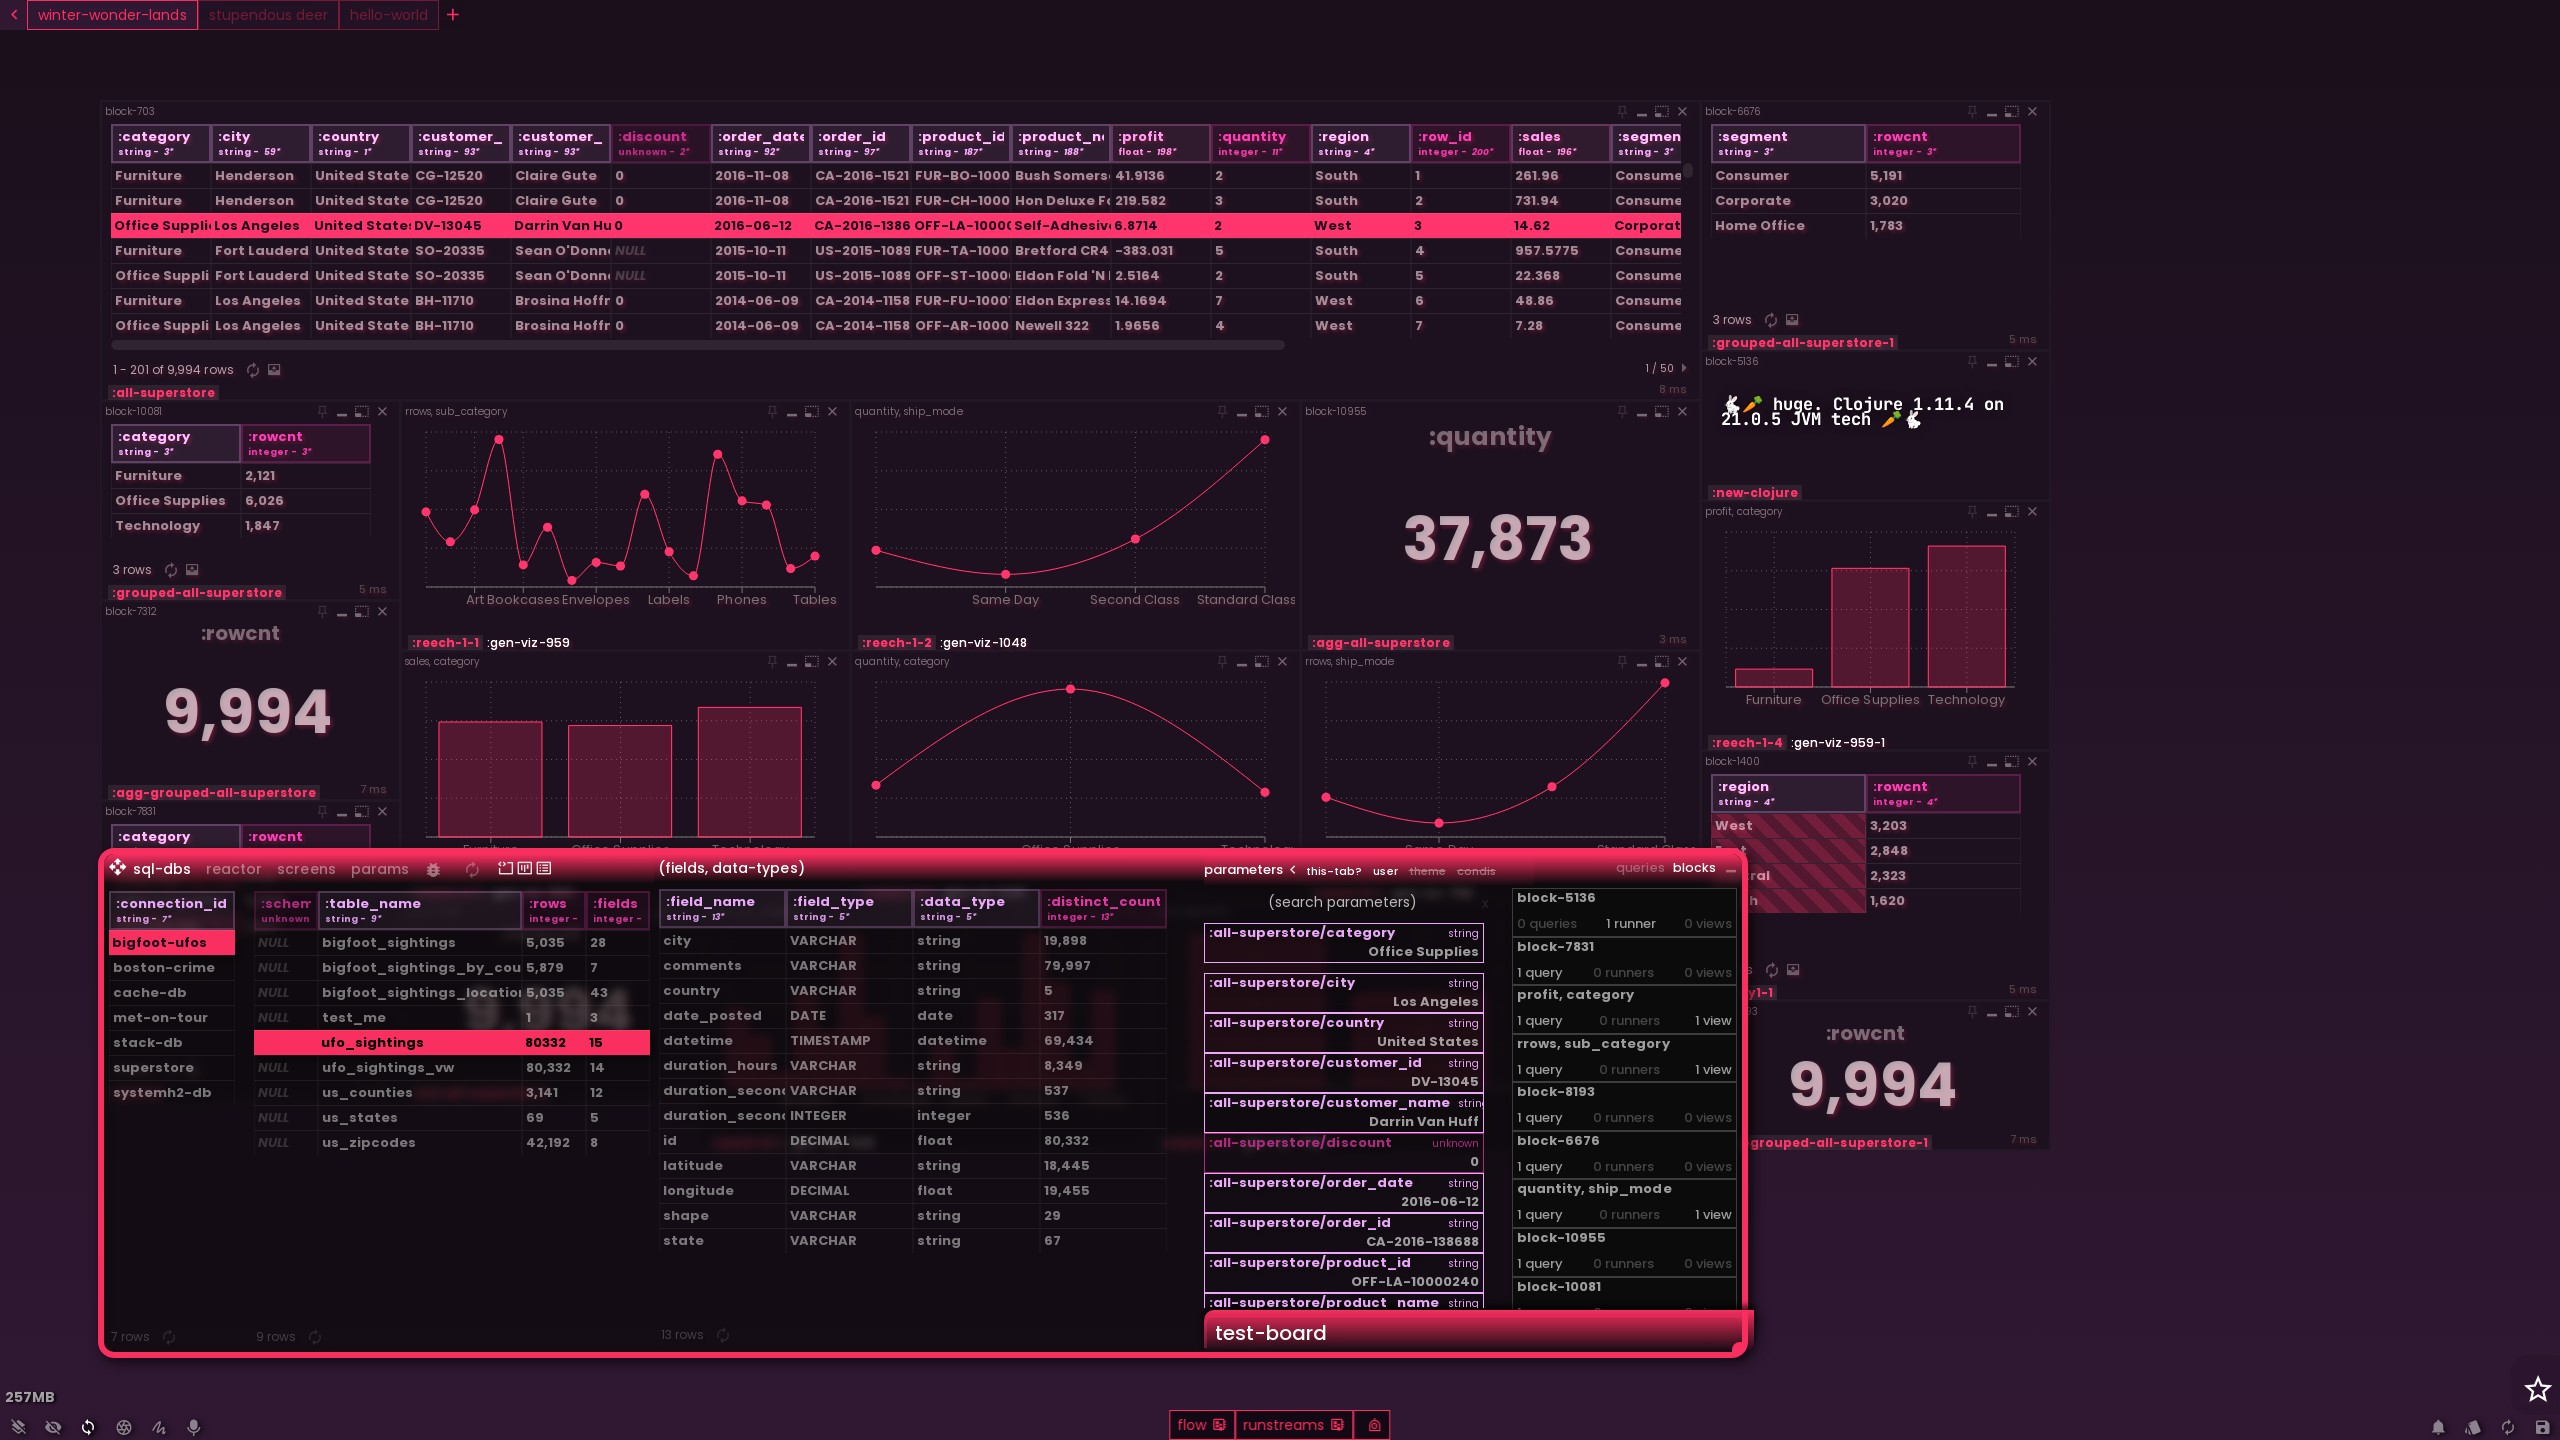 winter-wonder-lands stupendous deer hello-world +
block-703
:category :city :country :customer_ :customer_ :discount :order_date :order_id :product_id :product_n :profit :quantity :region :row_id :sales :segmen
string - 3* string - 59* string - 1* string - 93* string - 93* unknown - 2* string - 92* string - 97* string - 187* string - 188* float - 198* integer - 11* string - 4* integer - 200* float - 196* string - 3*
Furniture Henderson United State CG-12520 Claire Gute 0 2016-11-08 CA-2016-1521 FUR-BO-1000 Bush Somers 41.9136 2 South 1 261.96 Consume
Furniture Henderson United State CG-12520 Claire Gute 0 2016-11-08 CA-2016-1521 FUR-CH-1000 Hon Deluxe F 219.582 3 South 2 731.94 Consume
Office Suppli Los Angeles United State DV-13045 Darrin Van Hu 0 2016-06-12 CA-2016-1386 OFF-LA-1000 Self-Adhesiv 6.8714 2 West 3 14.62 Corporat
Furniture Fort Lauderd United State SO-20335 Sean O'Donn NULL 2015-10-11 US-2015-1089 FUR-TA-1000 Bretford CR4 -383.031 5 South 4 957.5775 Consume
Office Suppli Fort Lauderd United State SO-20335 Sean O'Donn NULL 2015-10-11 US-2015-1089 OFF-ST-1000 Eldon Fold 'N 2.5164 2 South 5 22.368 Consume
Furniture Los Angeles United State BH-11710 Brosina Hoffr 0 2014-06-09 CA-2014-1158 FUR-FU-1000 Eldon Express 14.1694 7 West 6 48.86 Consume
Office Suppli Los Angeles United State BH-11710 Brosina Hoffr 0 2014-06-09 CA-2014-1158 OFF-AR-1000 Newell 322 1.9656 4 West 7 7.28 Consume
1 - 201 of 9,994 rows 1 / 50
8 ms
:all-superstore
block-6676
:segment :rowcnt
string - 3* integer - 3*
Consumer 5,191
Corporate 3,020
Home Office 1,783
3 rows
:grouped-all-superstore-1 5 ms
block-5136
🐇🥕 huge. Clojure 1.11.4 on
21.0.5 JVM tech 🥕🐇
:new-clojure
block-10081
:category :rowcnt
string - 3* integer - 3*
Furniture 2,121
Office Supplies 6,026
Technology 1,847
3 rows
:grouped-all-superstore 5 ms
rrows, sub_category
Art Bookcases Envelopes Labels Phones Tables
:reech-1-1 :gen-viz-959
quantity, ship_mode
Same Day Second Class Standard Class
:reech-1-2 :gen-viz-1048
block-10955
:quantity
37,873
:agg-all-superstore 3 ms
profit, category
Furniture Office Supplies Technology
:reech-1-4 :gen-viz-959-1
block-7312
:rowcnt
9,994
:agg-grouped-all-superstore 7 ms
sales, category
Furniture Office Supplies Technology
quantity, category
Office Supplies Technology
rrows, ship_mode
Same Day Standard Class
block-7831
:category :rowcnt
block-1400
:region :rowcnt
string - 4* integer - 4*
West 3,203
2,848
tral 2,323
h 1,620
s
y1-1 5 ms
93
:rowcnt
9,994
grouped-all-superstore-1 7 ms
sql-dbs reactor screens params
:connection_id
string - 7*
bigfoot-ufos
boston-crime
cache-db
met-on-tour
stack-db
superstore
systemh2-db
7 rows
:schem :table_name :rows :fields
unknown string - 9* integer - integer -
NULL bigfoot_sightings 5,035 28
NULL bigfoot_sightings_by_cou 5,879 7
NULL bigfoot_sightings_locatio 5,035 43
NULL test_me 1 3
ufo_sightings 80332 15
NULL ufo_sightings_vw 80,332 14
NULL us_counties 3,141 12
NULL us_states 69 5
NULL us_zipcodes 42,192 8
9 rows
(fields, data-types)
:field_name :field_type :data_type :distinct_count
string - 13* string - 5* string - 5* integer - 13*
city VARCHAR string 19,898
comments VARCHAR string 79,997
country VARCHAR string 5
date_posted DATE date 317
datetime TIMESTAMP datetime 69,434
duration_hours VARCHAR string 8,349
duration_second VARCHAR string 537
duration_second INTEGER integer 536
id DECIMAL float 80,332
latitude VARCHAR string 18,445
longitude DECIMAL float 19,455
shape VARCHAR string 29
state VARCHAR string 67
13 rows
parameters this-tab? user theme condis
(search parameters) x
:all-superstore/category string
Office Supplies
:all-superstore/city string
Los Angeles
:all-superstore/country string
United States
:all-superstore/customer_id string
DV-13045
:all-superstore/customer_name string
Darrin Van Huff
:all-superstore/discount unknown
0
:all-superstore/order_date string
2016-06-12
:all-superstore/order_id string
CA-2016-138688
:all-superstore/product_id string
OFF-LA-10000240
:all-superstore/product_name string
queries blocks
block-5136
0 queries 1 runner 0 views
block-7831
1 query 0 runners 0 views
profit, category
1 query 0 runners 1 view
rrows, sub_category
1 query 0 runners 1 view
block-8193
1 query 0 runners 0 views
block-6676
1 query 0 runners 0 views
quantity, ship_mode
1 query 0 runners 1 view
block-10955
1 query 0 runners 0 views
block-10081
test-board
257MB
flow runstreams